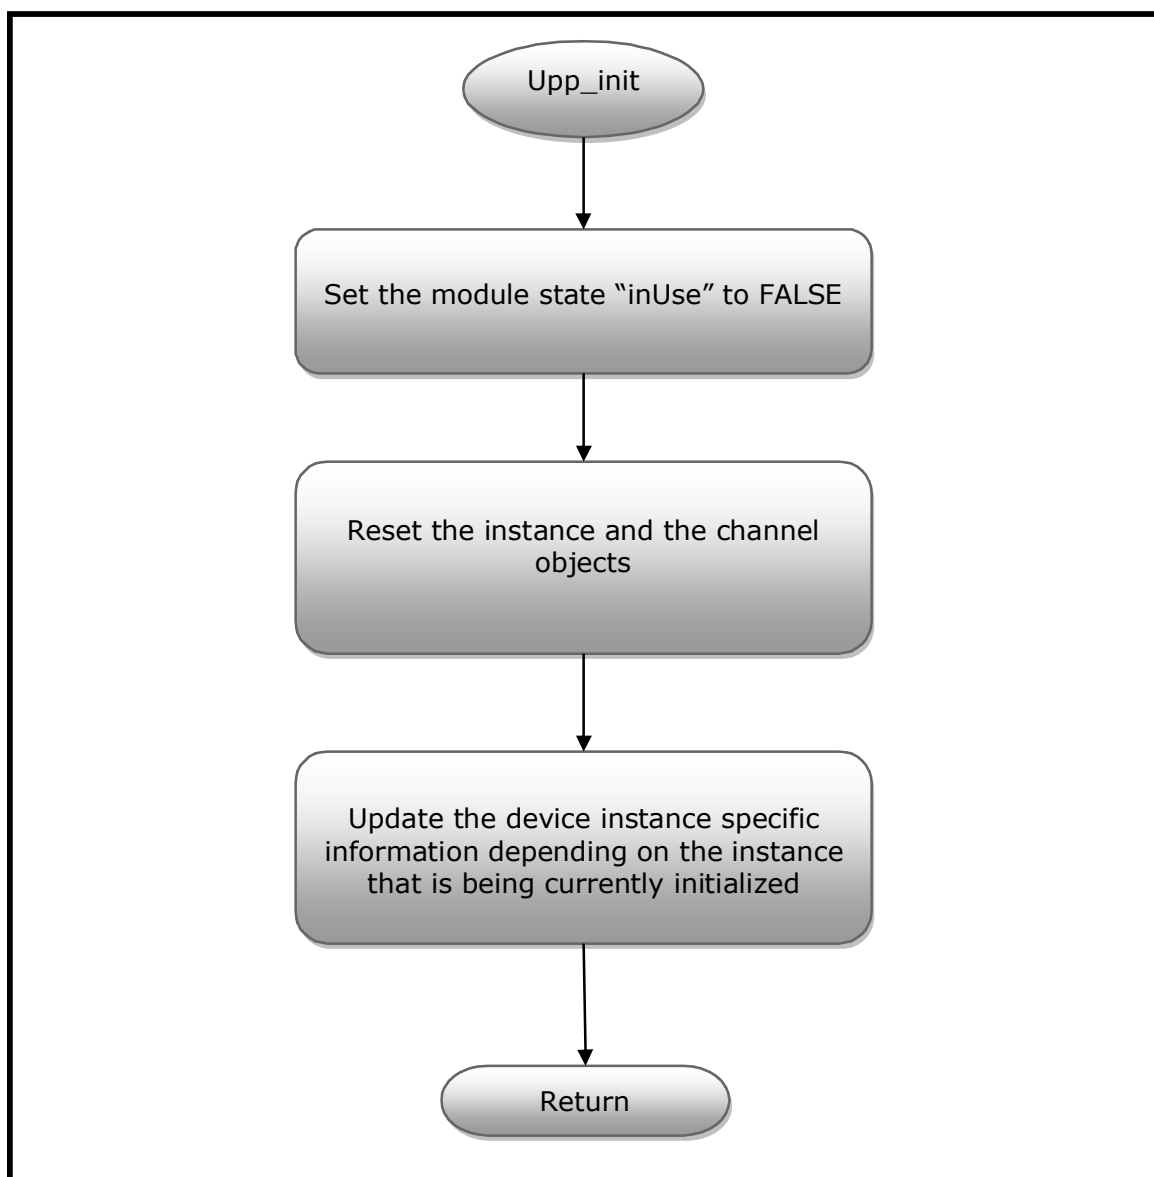 Upp_init
Set the module state “inUse” to FALSE
Reset the instance and the channel
objects
Update the device instance specific
information depending on the instance
that is being currently initialized
Return